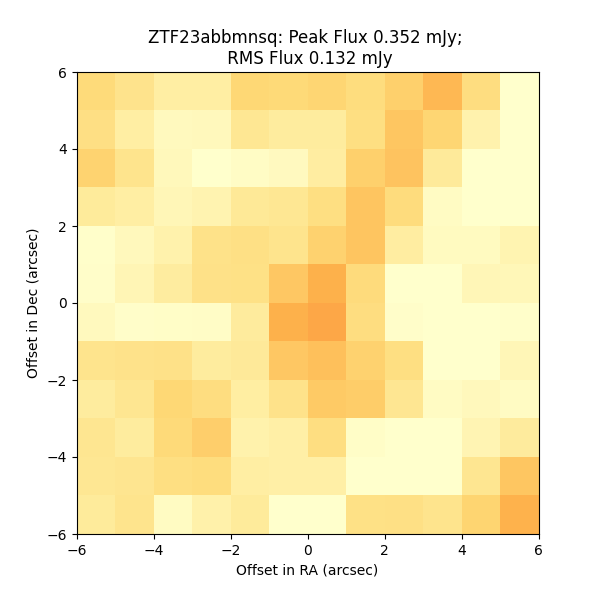 ZTF23abbmnsq: Peak Flux 0.352 mJy;
RMS Flux 0.132 mJy
6
4
2
0
−2
−4
−6
Offset in Dec (arcsec)
−6 −4 −2 0 2 4 6
Offset in RA (arcsec)